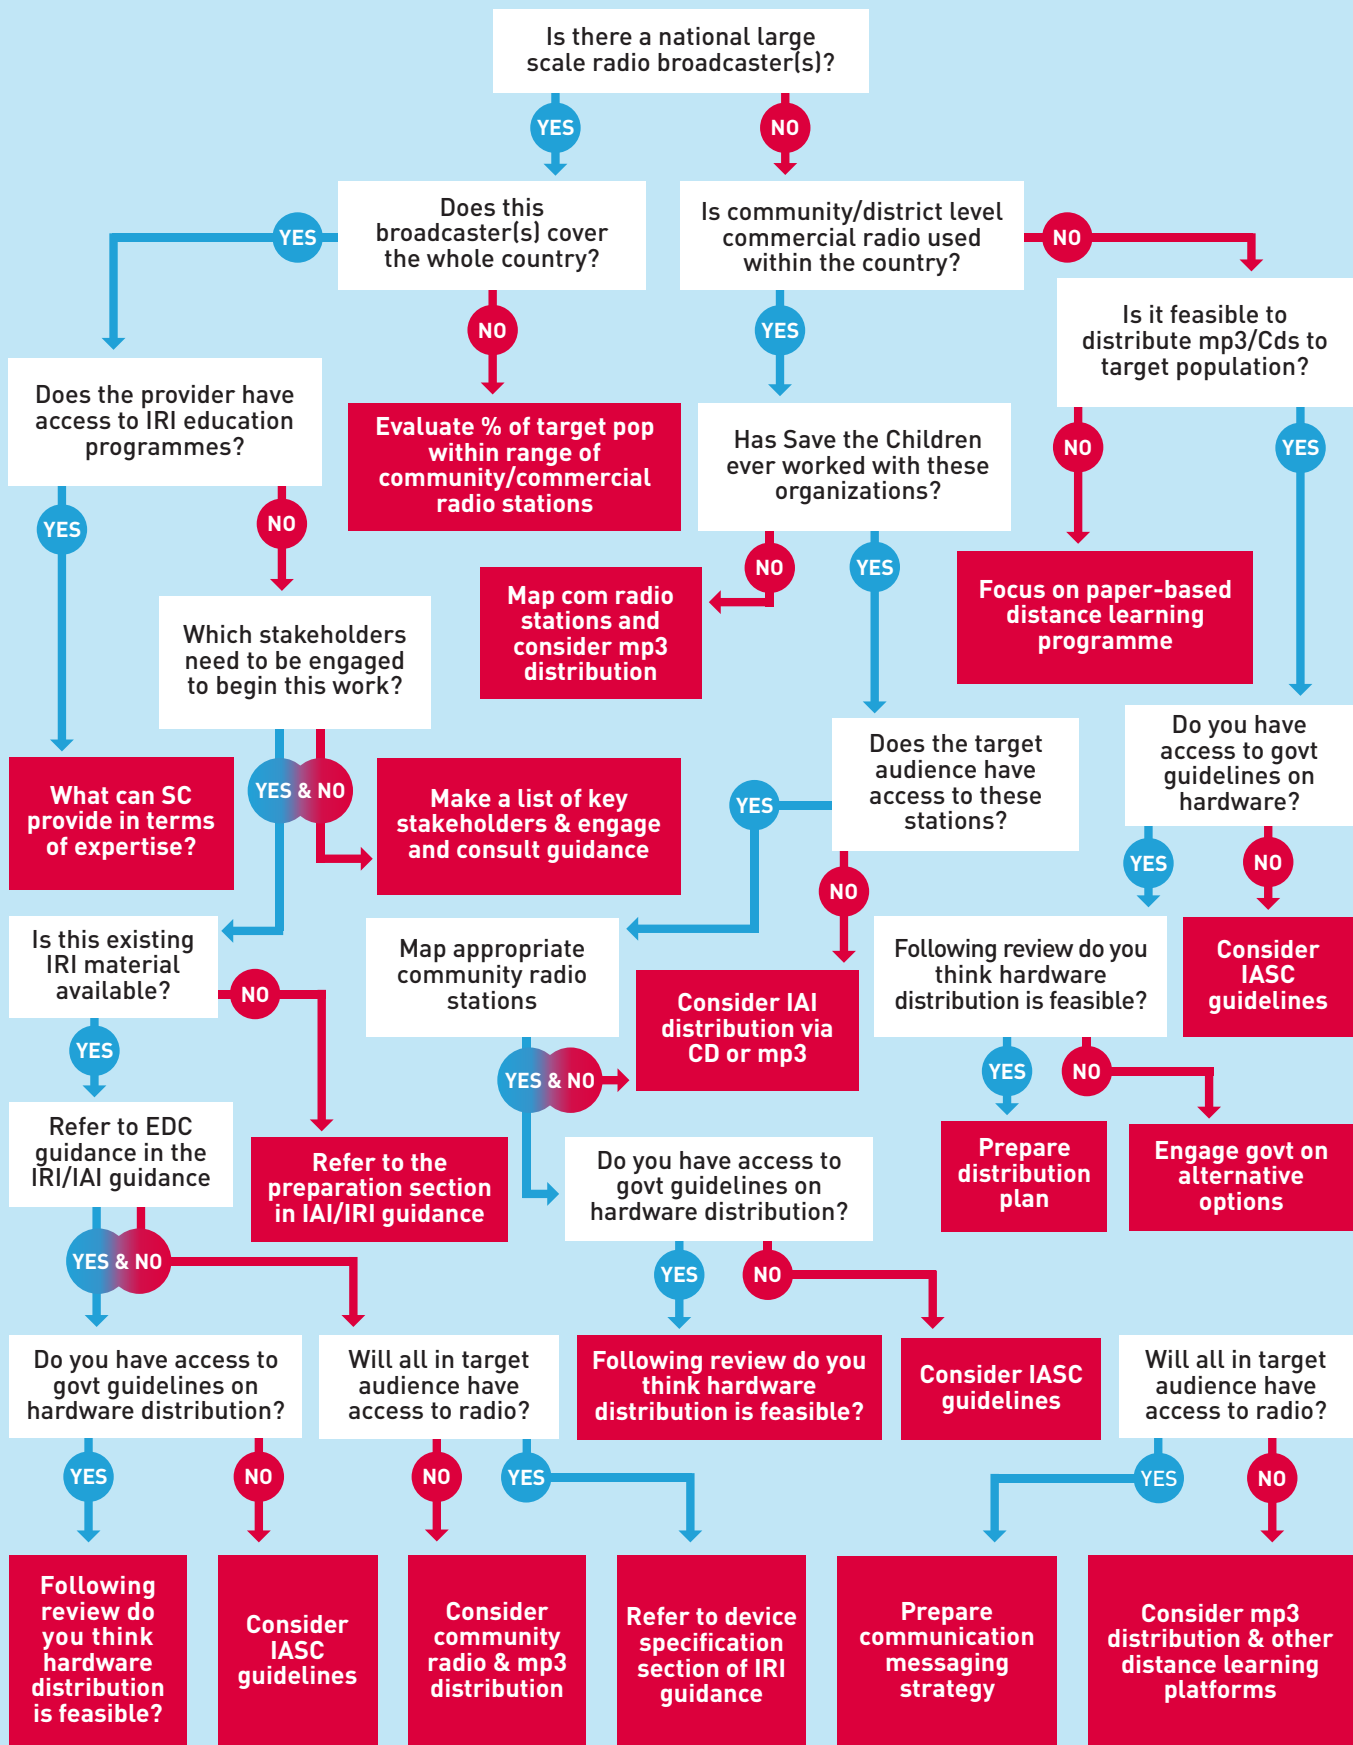 Is there a national large
scale radio broadcaster(s)?
YES
NO
Does this
broadcaster(s) cover
the whole country?
Is community/district level
commercial radio used
within the country?
YES
NO
NO
YES
Is it feasible to
distribute mp3/Cds to
target population?
Does the provider have
access to IRI education
programmes?
Evaluate % of target pop
within range of
community/commercial
radio stations
Has Save the Children
ever worked with these
organizations?
NO
YES
YES
NO
NO
YES
Map com radio
stations and
consider mp3
distribution
Focus on paper-based
distance learning
programme
Which stakeholders
need to be engaged
to begin this work?
Does the target
audience have
access to these
stations?
Do you have
access to govt
guidelines on
hardware?
What can SC
provide in terms
of expertise?
YES & NO
Make a list of key
stakeholders & engage
and consult guidance
YES
NO
YES
NO
Is this existing
IRI material
available?
NO
Map appropriate
community radio
stations
Consider IAI
distribution via
CD or mp3
Following review do you
think hardware
distribution is feasible?
Consider
IASC
guidelines
YES
YES & NO
YES
NO
Refer to EDC
guidance in the
IRI/IAI guidance
Refer to the
preparation section
in IAI/IRI guidance
Do you have access to
govt guidelines on
hardware distribution?
Prepare
distribution
plan
Engage govt on
alternative
options
YES & NO
YES
NO
Do you have access to
govt guidelines on
hardware distribution?
Will all in target
audience have
access to radio?
Following review do you
think hardware
distribution is feasible?
Consider IASC
guidelines
Will all in target
audience have
access to radio?
YES
NO
NO
YES
YES
NO
Following
review do
you think
hardware
distribution
is feasible?
Consider
IASC
guidelines
Consider
community
radio & mp3
distribution
Refer to device
specification
section of IRI
guidance
Prepare
communication
messaging
strategy
Consider mp3
distribution & other
distance learning
platforms